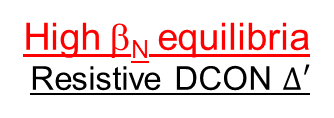 High βN equilibria
Resistive DCON Δ′